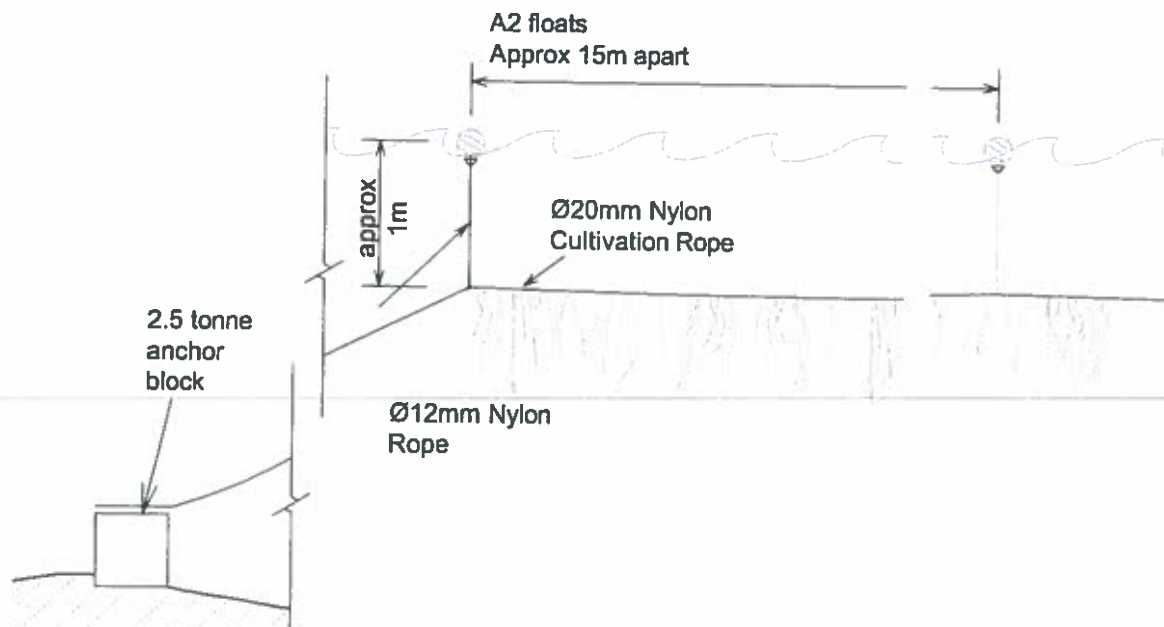 A2 floats
Approx 15m apart
approx
1m
Ø20mm Nylon
Cultivation Rope
2.5 tonne
anchor
block
Ø12mm Nylon
Rope